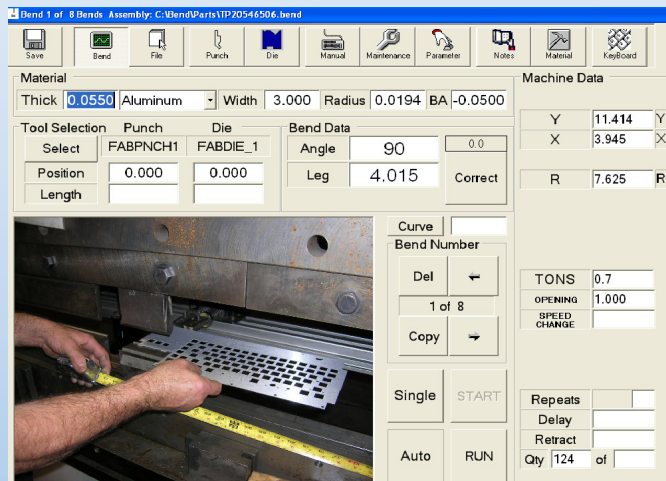 Bend 1 of 8 Bends Assembly: C:\Bend\Parts\TP20546506.bend
Save Bend File Punch Die Manual Maintenance Parameter Notes Material KeyBoard
Material
Thick 0.0550 Aluminum Width 3.000 Radius 0.0194 BA -0.0500
Machine Data
Tool Selection Punch Die
Select FABPNCH1 FABDIE_1
Position 0.000 0.000
Length
Bend Data
Angle 90 0.0
Leg 4.015 Correct
Y 11.414 Y
X 3.945 X
R 7.625 R
Curve
Bend Number
Del
1 of 8
Copy
Single START
Auto RUN
TONS 0.7
OPENING 1.000
SPEED
CHANGE
Repeats
Delay
Retract
Qty 124 of